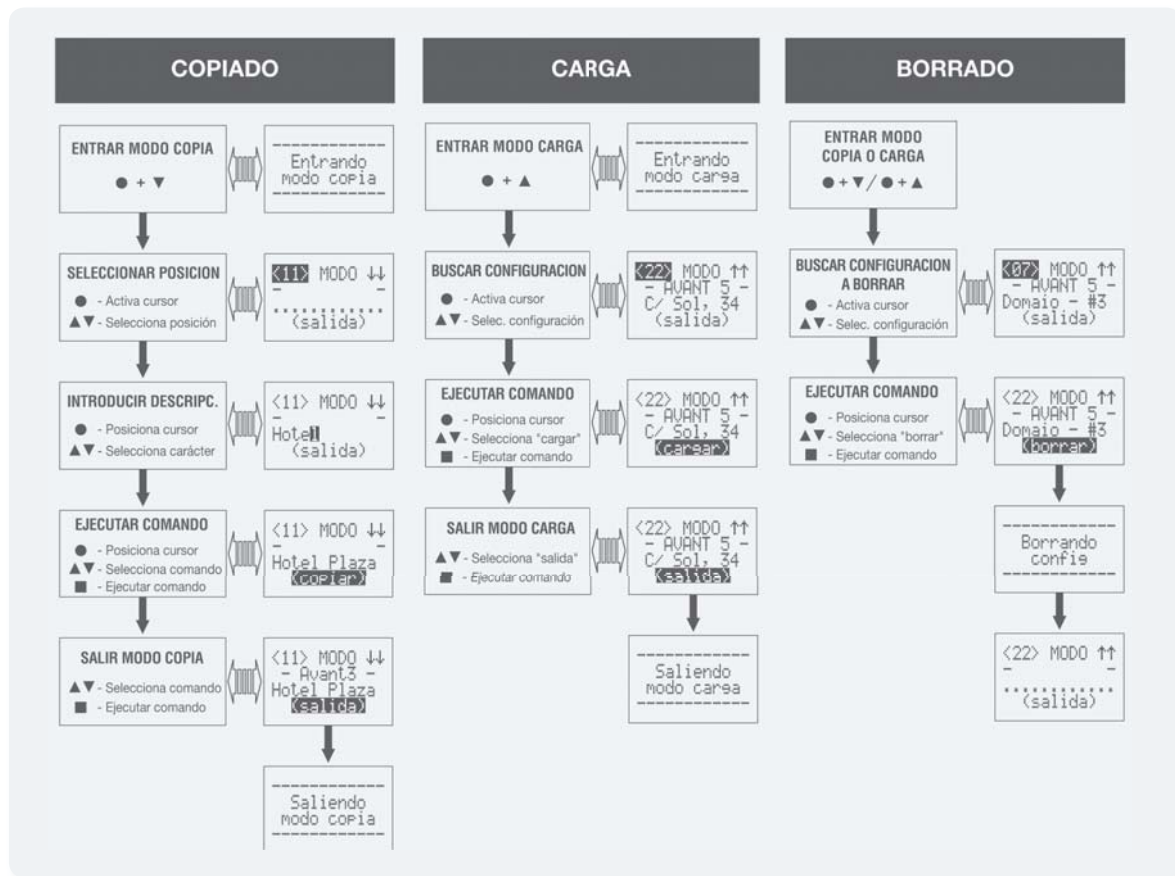 COPIADO
ENTRAR MODO COPIA
● + ▼
Entrando
modo copia
SELECCIONAR POSICION
● - Activa cursor
▲▼ - Selecciona posición
<11> MODO ↓↓
- -
............
(salida)
INTRODUCIR DESCRIPC.
● - Posiciona cursor
▲▼ - Selecciona carácter
<11> MODO ↓↓
- -
Hotel
(salida)
EJECUTAR COMANDO
● - Posiciona cursor
▲▼ - Selecciona comando
■ - Ejecutar comando
<11> MODO ↓↓
- -
Hotel Plaza
(copiar)
SALIR MODO COPIA
▲▼ - Selecciona comando
■ - Ejecutar comando
<11> MODO ↓↓
- Avant3 -
Hotel Plaza
(salida)
Saliendo
modo copia
CARGA
ENTRAR MODO CARGA
● + ▲
Entrando
modo carga
BUSCAR CONFIGURACION
● - Activa cursor
▲▼ - Selec. configuración
<22> MODO ↑↑
- AVANT 5 -
C/ Sol, 34
(salida)
EJECUTAR COMANDO
● - Posiciona cursor
▲▼ - Selecciona "cargar"
■ - Ejecutar comando
<22> MODO ↑↑
- AVANT 5 -
C/ Sol, 34
(cargar)
SALIR MODO CARGA
▲▼ - Selecciona "salida"
■ - Ejecutar comando
<22> MODO ↑↑
- AVANT 5 -
C/ Sol, 34
(salida)
Saliendo
modo carga
BORRADO
ENTRAR MODO
COPIA O CARGA
● + ▼ / ● + ▲
BUSCAR CONFIGURACION
A BORRAR
● - Activa cursor
▲▼ - Selec. configuración
<07> MODO ↑↑
- AVANT 5 -
Domaio - #3
(salida)
EJECUTAR COMANDO
● - Posiciona cursor
▲▼ - Selecciona "borrar"
■ - Ejecutar comando
<22> MODO ↑↑
- AVANT 5 -
Domaio - #3
(borrar)
Borrando
config
<22> MODO ↑↑
- -
............
(salida)